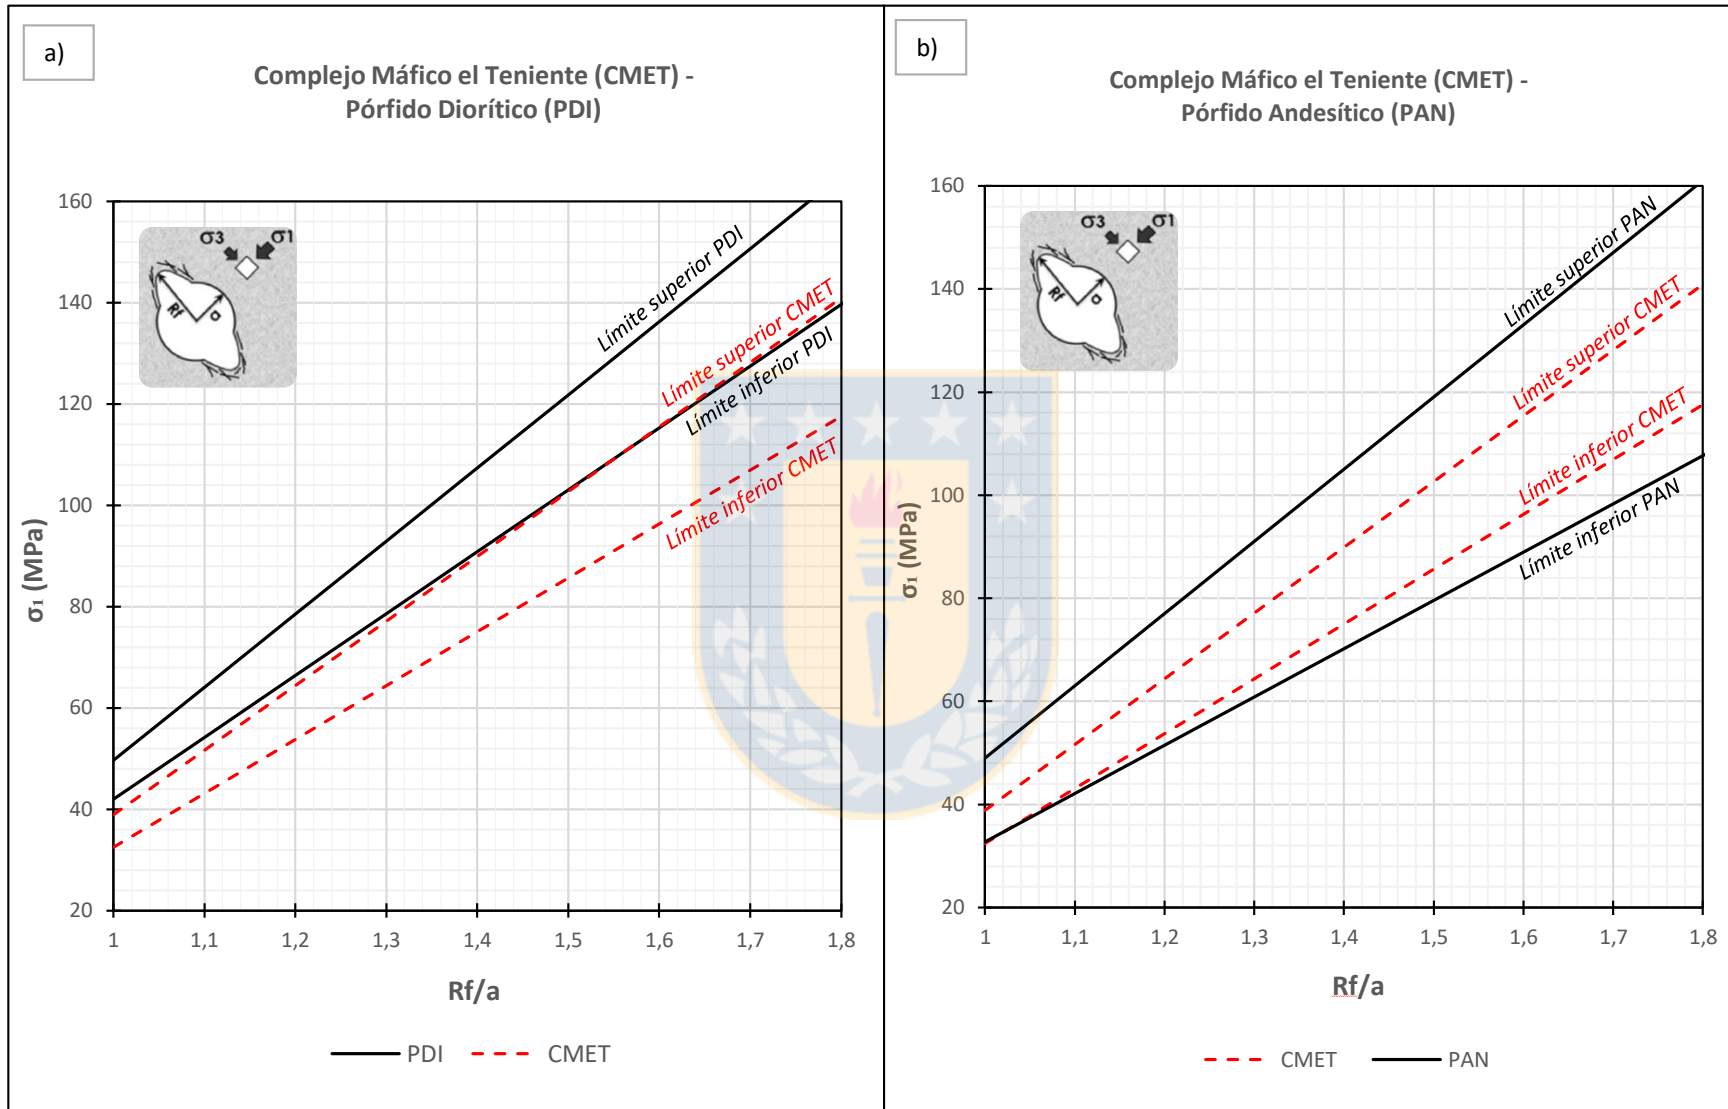 a)
Complejo Máfico el Teniente (CMET) -
Pórfido Diorítico (PDI)
160
140
120
100
80
60
40
20
σ₁ (MPa)
σ3 σ1
Rf a
Límite superior PDI
Límite superior CMET
Límite inferior PDI
Límite inferior CMET
1 1,1 1,2 1,3 1,4 1,5 1,6 1,7 1,8
Rf/a
PDI CMET
b)
Complejo Máfico el Teniente (CMET) -
Pórfido Andesítico (PAN)
160
140
120
100
80
60
40
20
σ₁ (MPa)
σ3 σ1
Rf a
Límite superior PAN
Límite superior CMET
Límite inferior CMET
Límite inferior PAN
1 1,1 1,2 1,3 1,4 1,5 1,6 1,7 1,8
Rf/a
CMET PAN